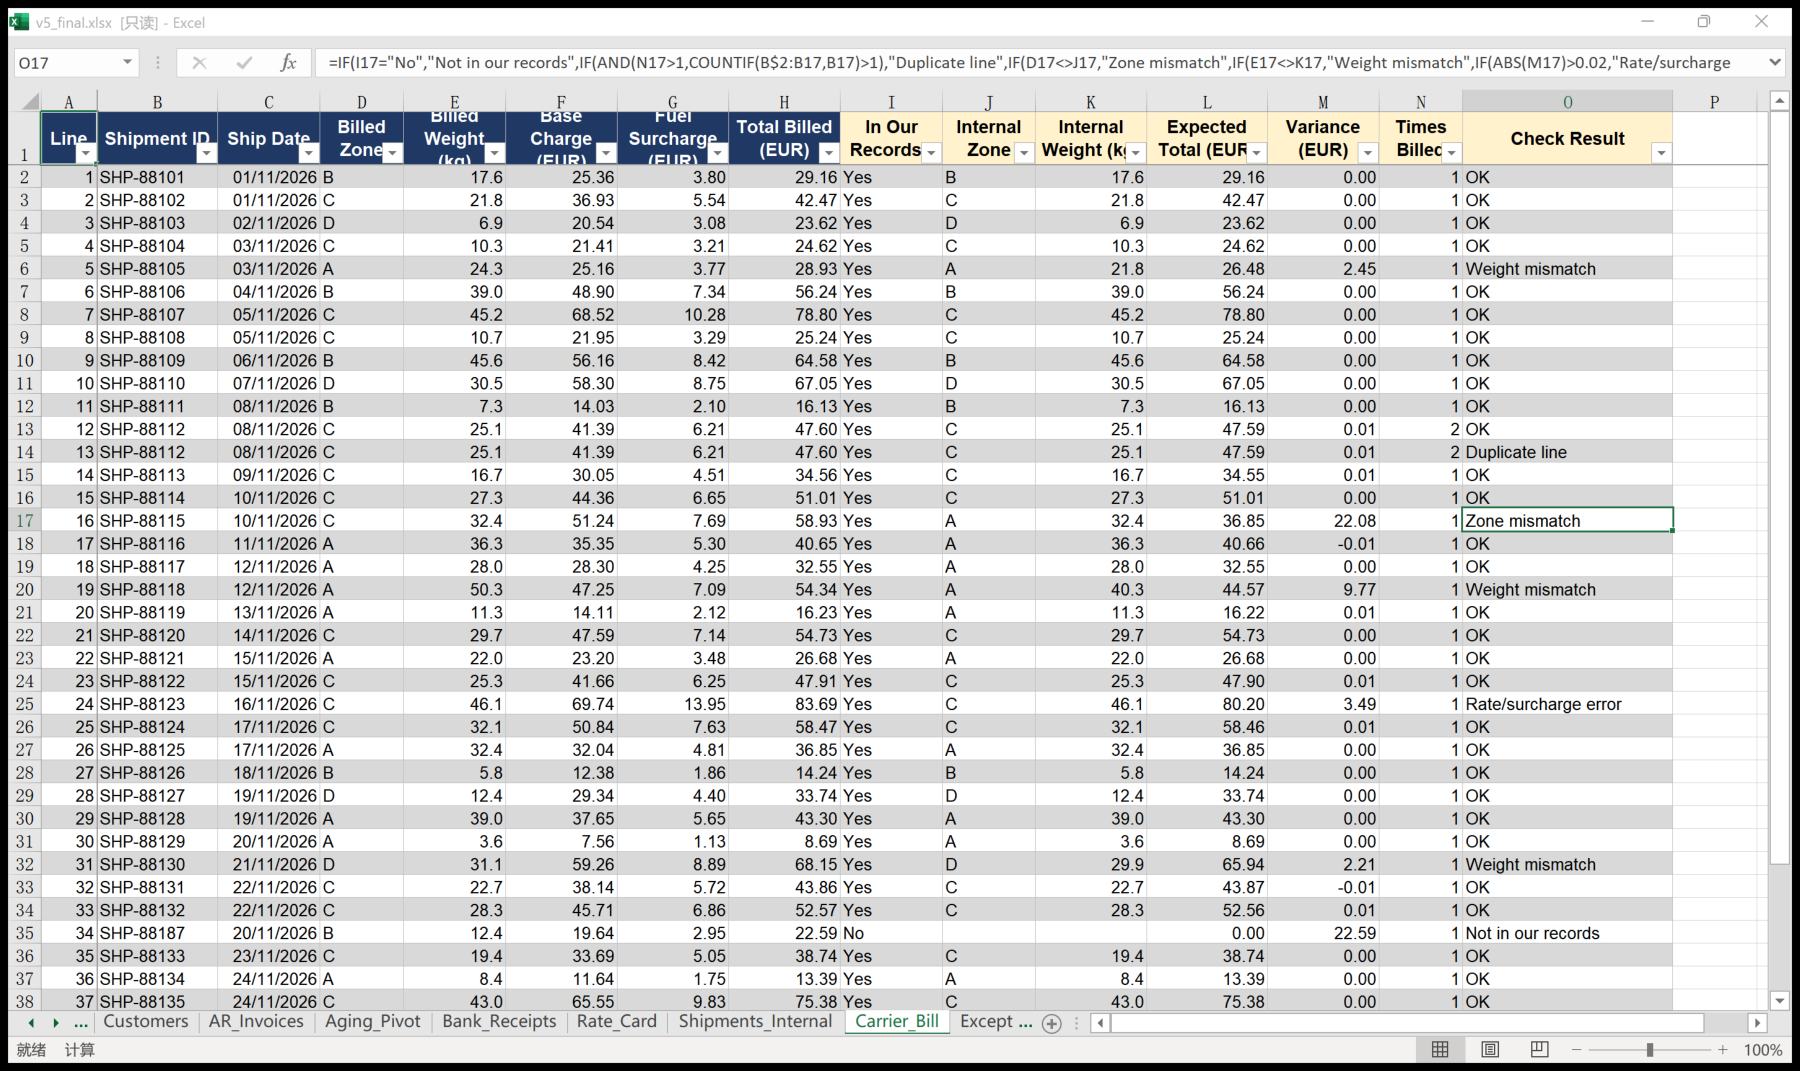 v5_final.xlsx [只读] - Excel
O17 fx =IF(I17="No","Not in our records",IF(AND(N17>1,COUNTIF(B$2:B17,B17)>1),"Duplicate line",IF(D17<>J17,"Zone mismatch",IF(E17<>K17,"Weight mismatch",IF(ABS(M17)>0.02,"Rate/surcharge
A B C D E F G H I J K L M N O P
1 Line Shipment ID Ship Date Billed Zone Billed Weight (kg) Base Charge (EUR) Fuel Surcharge (EUR) Total Billed (EUR) In Our Records Internal Zone Internal Weight (kg Expected Total (EUR Variance (EUR) Times Billed Check Result
2 1 SHP-88101 01/11/2026 B 17.6 25.36 3.80 29.16 Yes B 17.6 29.16 0.00 1 OK
3 2 SHP-88102 01/11/2026 C 21.8 36.93 5.54 42.47 Yes C 21.8 42.47 0.00 1 OK
4 3 SHP-88103 02/11/2026 D 6.9 20.54 3.08 23.62 Yes D 6.9 23.62 0.00 1 OK
5 4 SHP-88104 03/11/2026 C 10.3 21.41 3.21 24.62 Yes C 10.3 24.62 0.00 1 OK
6 5 SHP-88105 03/11/2026 A 24.3 25.16 3.77 28.93 Yes A 21.8 26.48 2.45 1 Weight mismatch
7 6 SHP-88106 04/11/2026 B 39.0 48.90 7.34 56.24 Yes B 39.0 56.24 0.00 1 OK
8 7 SHP-88107 05/11/2026 C 45.2 68.52 10.28 78.80 Yes C 45.2 78.80 0.00 1 OK
9 8 SHP-88108 05/11/2026 C 10.7 21.95 3.29 25.24 Yes C 10.7 25.24 0.00 1 OK
10 9 SHP-88109 06/11/2026 B 45.6 56.16 8.42 64.58 Yes B 45.6 64.58 0.00 1 OK
11 10 SHP-88110 07/11/2026 D 30.5 58.30 8.75 67.05 Yes D 30.5 67.05 0.00 1 OK
12 11 SHP-88111 08/11/2026 B 7.3 14.03 2.10 16.13 Yes B 7.3 16.13 0.00 1 OK
13 12 SHP-88112 08/11/2026 C 25.1 41.39 6.21 47.60 Yes C 25.1 47.59 0.01 2 OK
14 13 SHP-88112 08/11/2026 C 25.1 41.39 6.21 47.60 Yes C 25.1 47.59 0.01 2 Duplicate line
15 14 SHP-88113 09/11/2026 C 16.7 30.05 4.51 34.56 Yes C 16.7 34.55 0.01 1 OK
16 15 SHP-88114 10/11/2026 C 27.3 44.36 6.65 51.01 Yes C 27.3 51.01 0.00 1 OK
17 16 SHP-88115 10/11/2026 C 32.4 51.24 7.69 58.93 Yes A 32.4 36.85 22.08 1 Zone mismatch
18 17 SHP-88116 11/11/2026 A 36.3 35.35 5.30 40.65 Yes A 36.3 40.66 -0.01 1 OK
19 18 SHP-88117 12/11/2026 A 28.0 28.30 4.25 32.55 Yes A 28.0 32.55 0.00 1 OK
20 19 SHP-88118 12/11/2026 A 50.3 47.25 7.09 54.34 Yes A 40.3 44.57 9.77 1 Weight mismatch
21 20 SHP-88119 13/11/2026 A 11.3 14.11 2.12 16.23 Yes A 11.3 16.22 0.01 1 OK
22 21 SHP-88120 14/11/2026 C 29.7 47.59 7.14 54.73 Yes C 29.7 54.73 0.00 1 OK
23 22 SHP-88121 15/11/2026 A 22.0 23.20 3.48 26.68 Yes A 22.0 26.68 0.00 1 OK
24 23 SHP-88122 15/11/2026 C 25.3 41.66 6.25 47.91 Yes C 25.3 47.90 0.01 1 OK
25 24 SHP-88123 16/11/2026 C 46.1 69.74 13.95 83.69 Yes C 46.1 80.20 3.49 1 Rate/surcharge error
26 25 SHP-88124 17/11/2026 C 32.1 50.84 7.63 58.47 Yes C 32.1 58.46 0.01 1 OK
27 26 SHP-88125 17/11/2026 A 32.4 32.04 4.81 36.85 Yes A 32.4 36.85 0.00 1 OK
28 27 SHP-88126 18/11/2026 B 5.8 12.38 1.86 14.24 Yes B 5.8 14.24 0.00 1 OK
29 28 SHP-88127 19/11/2026 D 12.4 29.34 4.40 33.74 Yes D 12.4 33.74 0.00 1 OK
30 29 SHP-88128 19/11/2026 A 39.0 37.65 5.65 43.30 Yes A 39.0 43.30 0.00 1 OK
31 30 SHP-88129 20/11/2026 A 3.6 7.56 1.13 8.69 Yes A 3.6 8.69 0.00 1 OK
32 31 SHP-88130 21/11/2026 D 31.1 59.26 8.89 68.15 Yes D 29.9 65.94 2.21 1 Weight mismatch
33 32 SHP-88131 22/11/2026 C 22.7 38.14 5.72 43.86 Yes C 22.7 43.87 -0.01 1 OK
34 33 SHP-88132 22/11/2026 C 28.3 45.71 6.86 52.57 Yes C 28.3 52.56 0.01 1 OK
35 34 SHP-88187 20/11/2026 B 12.4 19.64 2.95 22.59 No 0.00 22.59 1 Not in our records
36 35 SHP-88133 23/11/2026 C 19.4 33.69 5.05 38.74 Yes C 19.4 38.74 0.00 1 OK
37 36 SHP-88134 24/11/2026 A 8.4 11.64 1.75 13.39 Yes A 8.4 13.39 0.00 1 OK
38 37 SHP-88135 24/11/2026 C 43.0 65.55 9.83 75.38 Yes C 43.0 75.38 0.00 1 OK
... Customers AR_Invoices Aging_Pivot Bank_Receipts Rate_Card Shipments_Internal Carrier_Bill Except ...
就绪 计算 100%